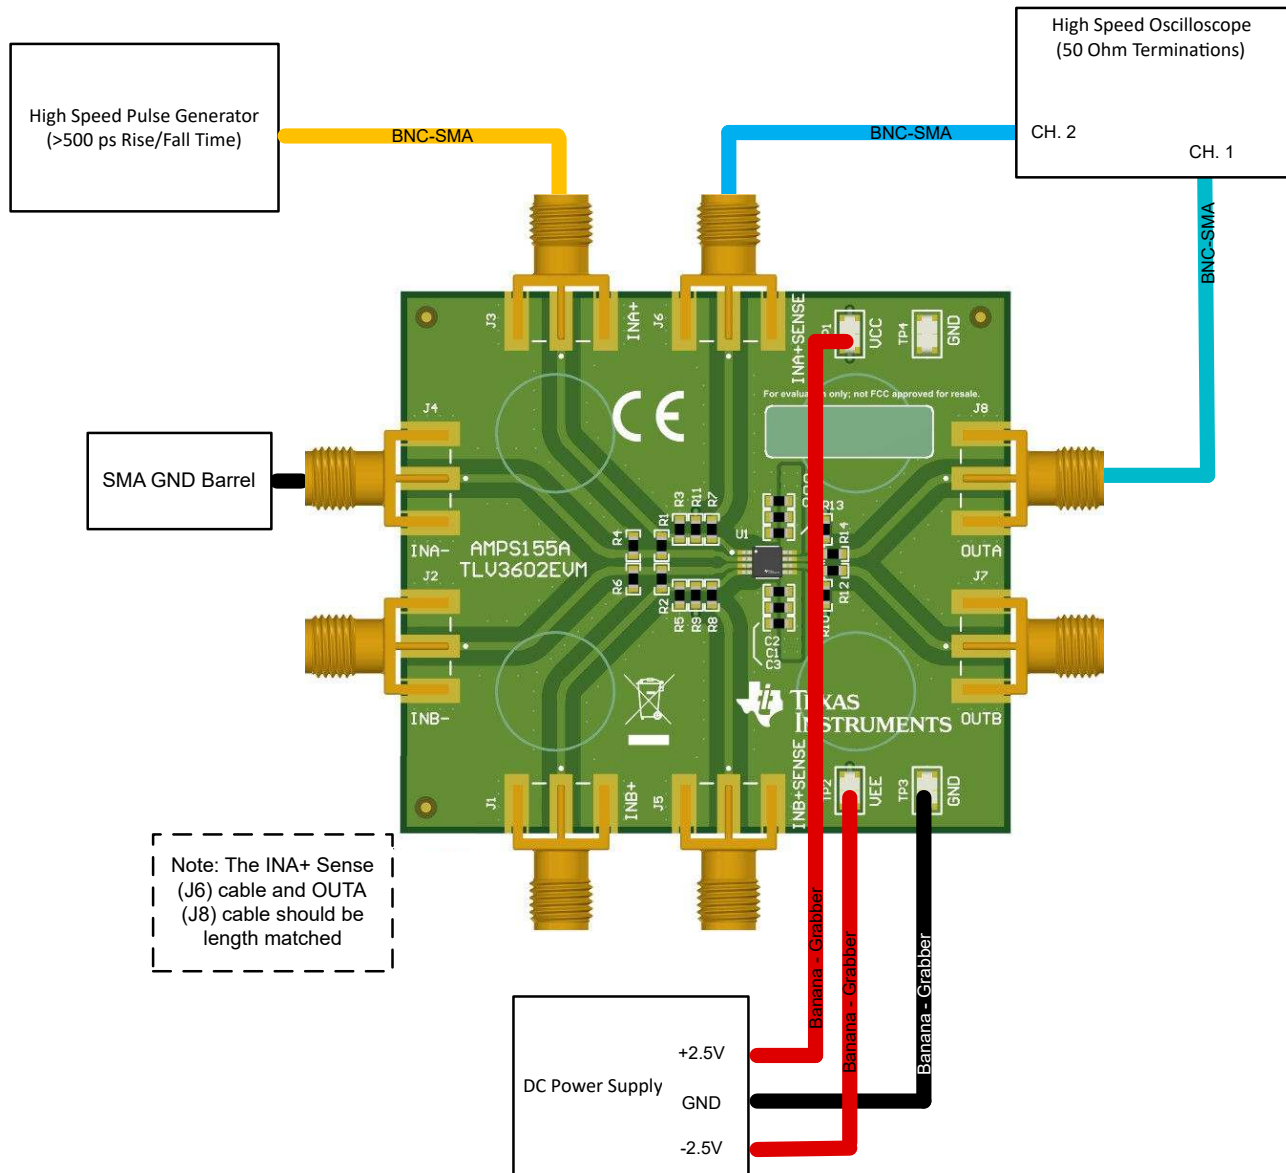 High Speed Oscilloscope
(50 Ohm Terminations)
CH. 2
CH. 1
High Speed Pulse Generator
(>500 ps Rise/Fall Time)
BNC-SMA
BNC-SMA
BNC-SMA
SMA GND Barrel
J3
INA+
J6
INA+SENSE
VCC
TP4
GND
For evaluation only; not FCC approved for resale.
CE
J4
J8
INA-
OUTA
J2
J7
AMPS155A
TLV3602EVM
R3
R11
R7
R1
R4
R6
R2
R5
R9
R8
U1
R13
R14
R12
R10
C2
C1
C3
TEXAS
INSTRUMENTS
INB-
OUTB
J1
INB+
J5
INB+SENSE
TP2
VEE
TP3
GND
Note: The INA+ Sense
(J6) cable and OUTA
(J8) cable should be
length matched
Banana - Grabber
Banana - Grabber
Banana - Grabber
DC Power Supply
+2.5V
GND
-2.5V